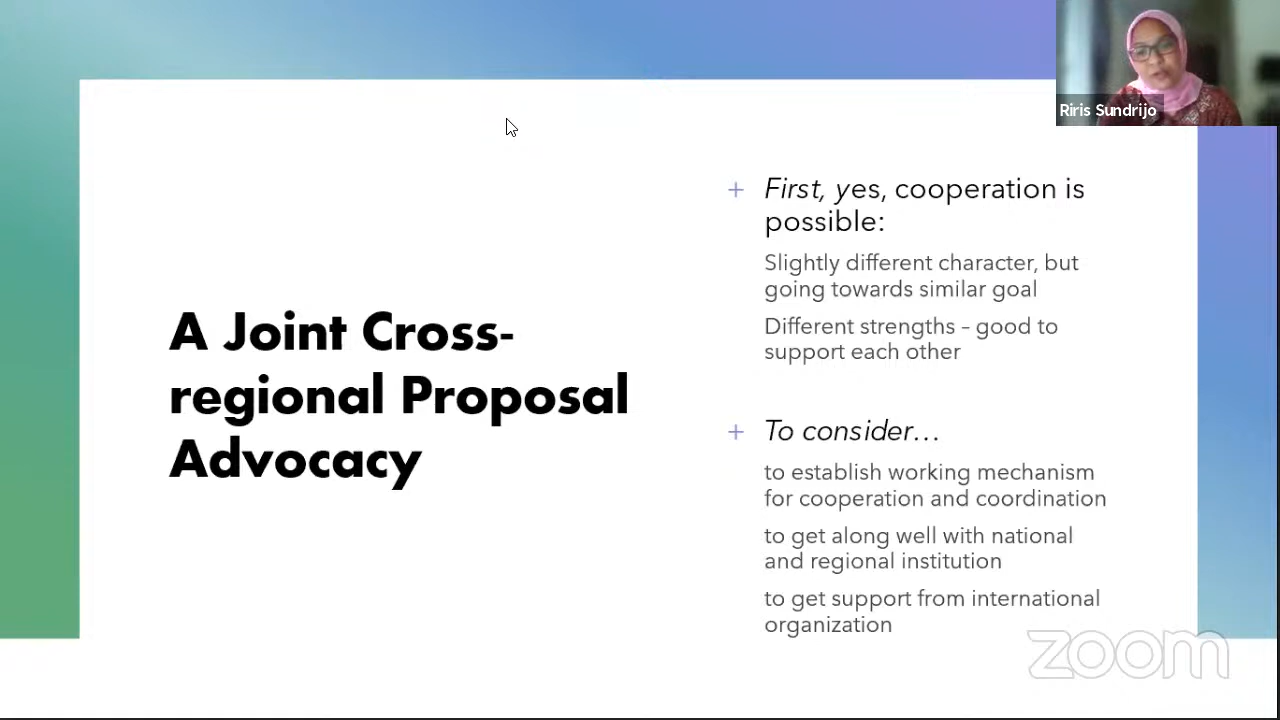 Riris Sundrijo
A Joint Cross-
regional Proposal
Advocacy
+ First, yes, cooperation is
possible:
Slightly different character, but
going towards similar goal
Different strengths – good to
support each other
+ To consider…
to establish working mechanism
for cooperation and coordination
to get along well with national
and regional institution
to get support from international
organization
zoom